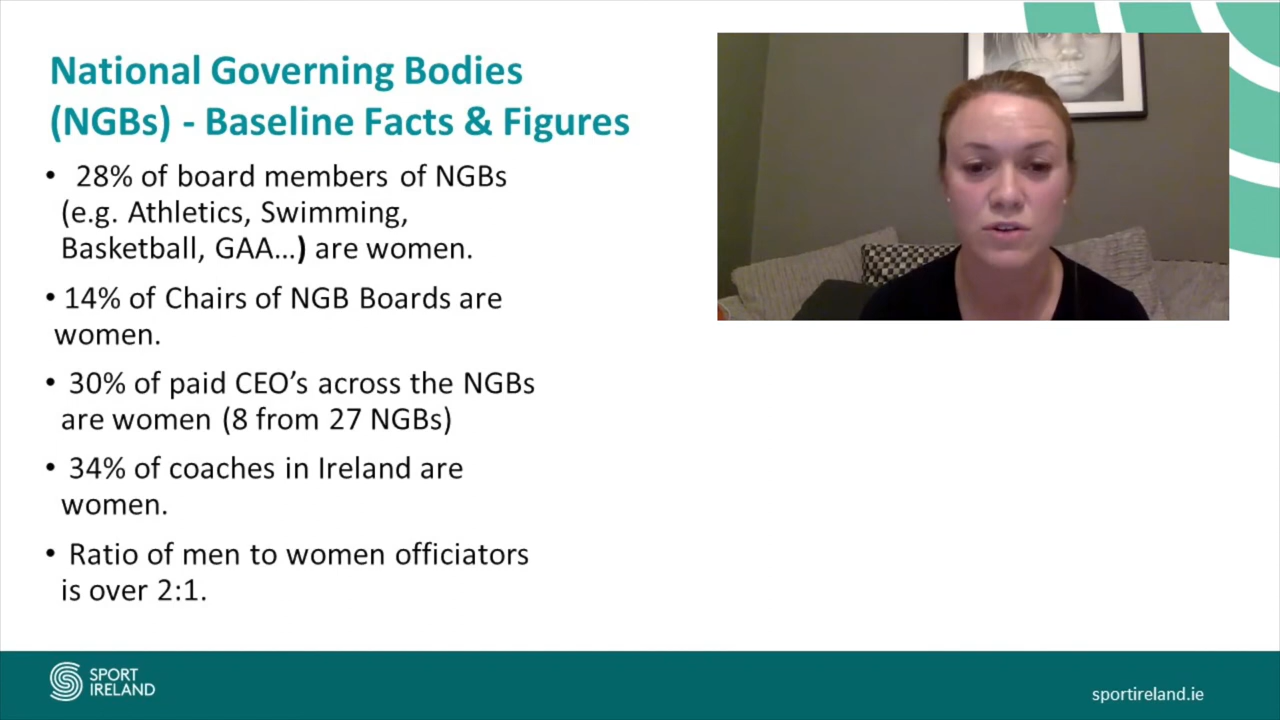 National Governing Bodies
(NGBs) - Baseline Facts & Figures
• 28% of board members of NGBs
(e.g. Athletics, Swimming,
Basketball, GAA...) are women.
• 14% of Chairs of NGB Boards are
women.
• 30% of paid CEO’s across the NGBs
are women (8 from 27 NGBs)
• 34% of coaches in Ireland are
women.
• Ratio of men to women officiators
is over 2:1.
SPORT
IRELAND
sportireland.ie